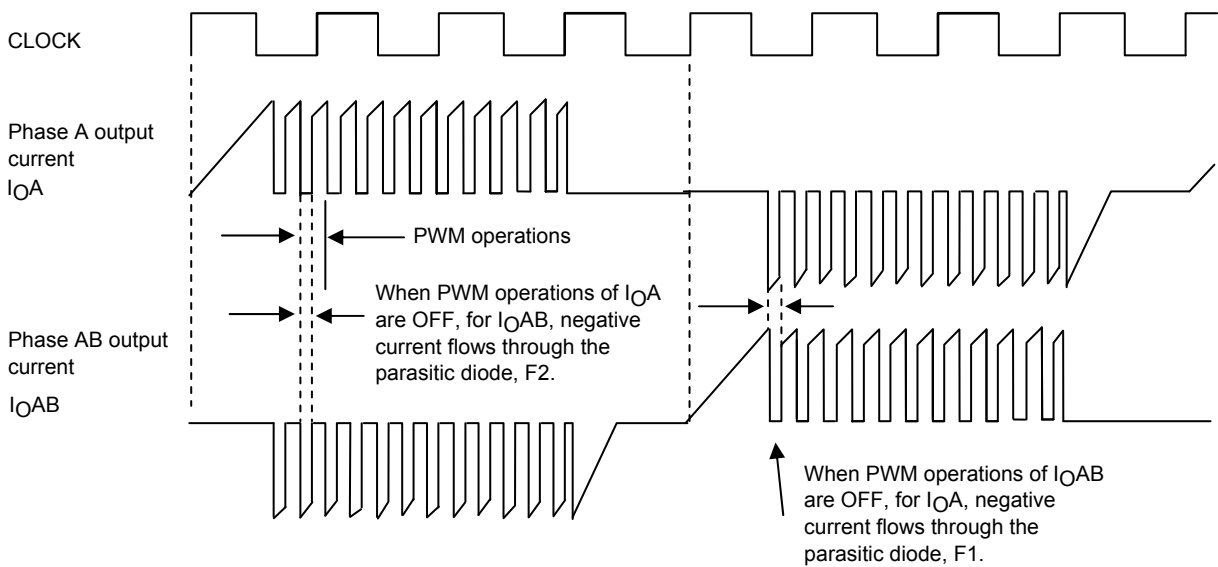 CLOCK
Phase A output
current
IOA
PWM operations
When PWM operations of IOA
are OFF, for IOAB, negative
current flows through the
parasitic diode, F2.
Phase AB output
current
IOAB
When PWM operations of IOAB
are OFF, for IOA, negative
current flows through the
parasitic diode, F1.